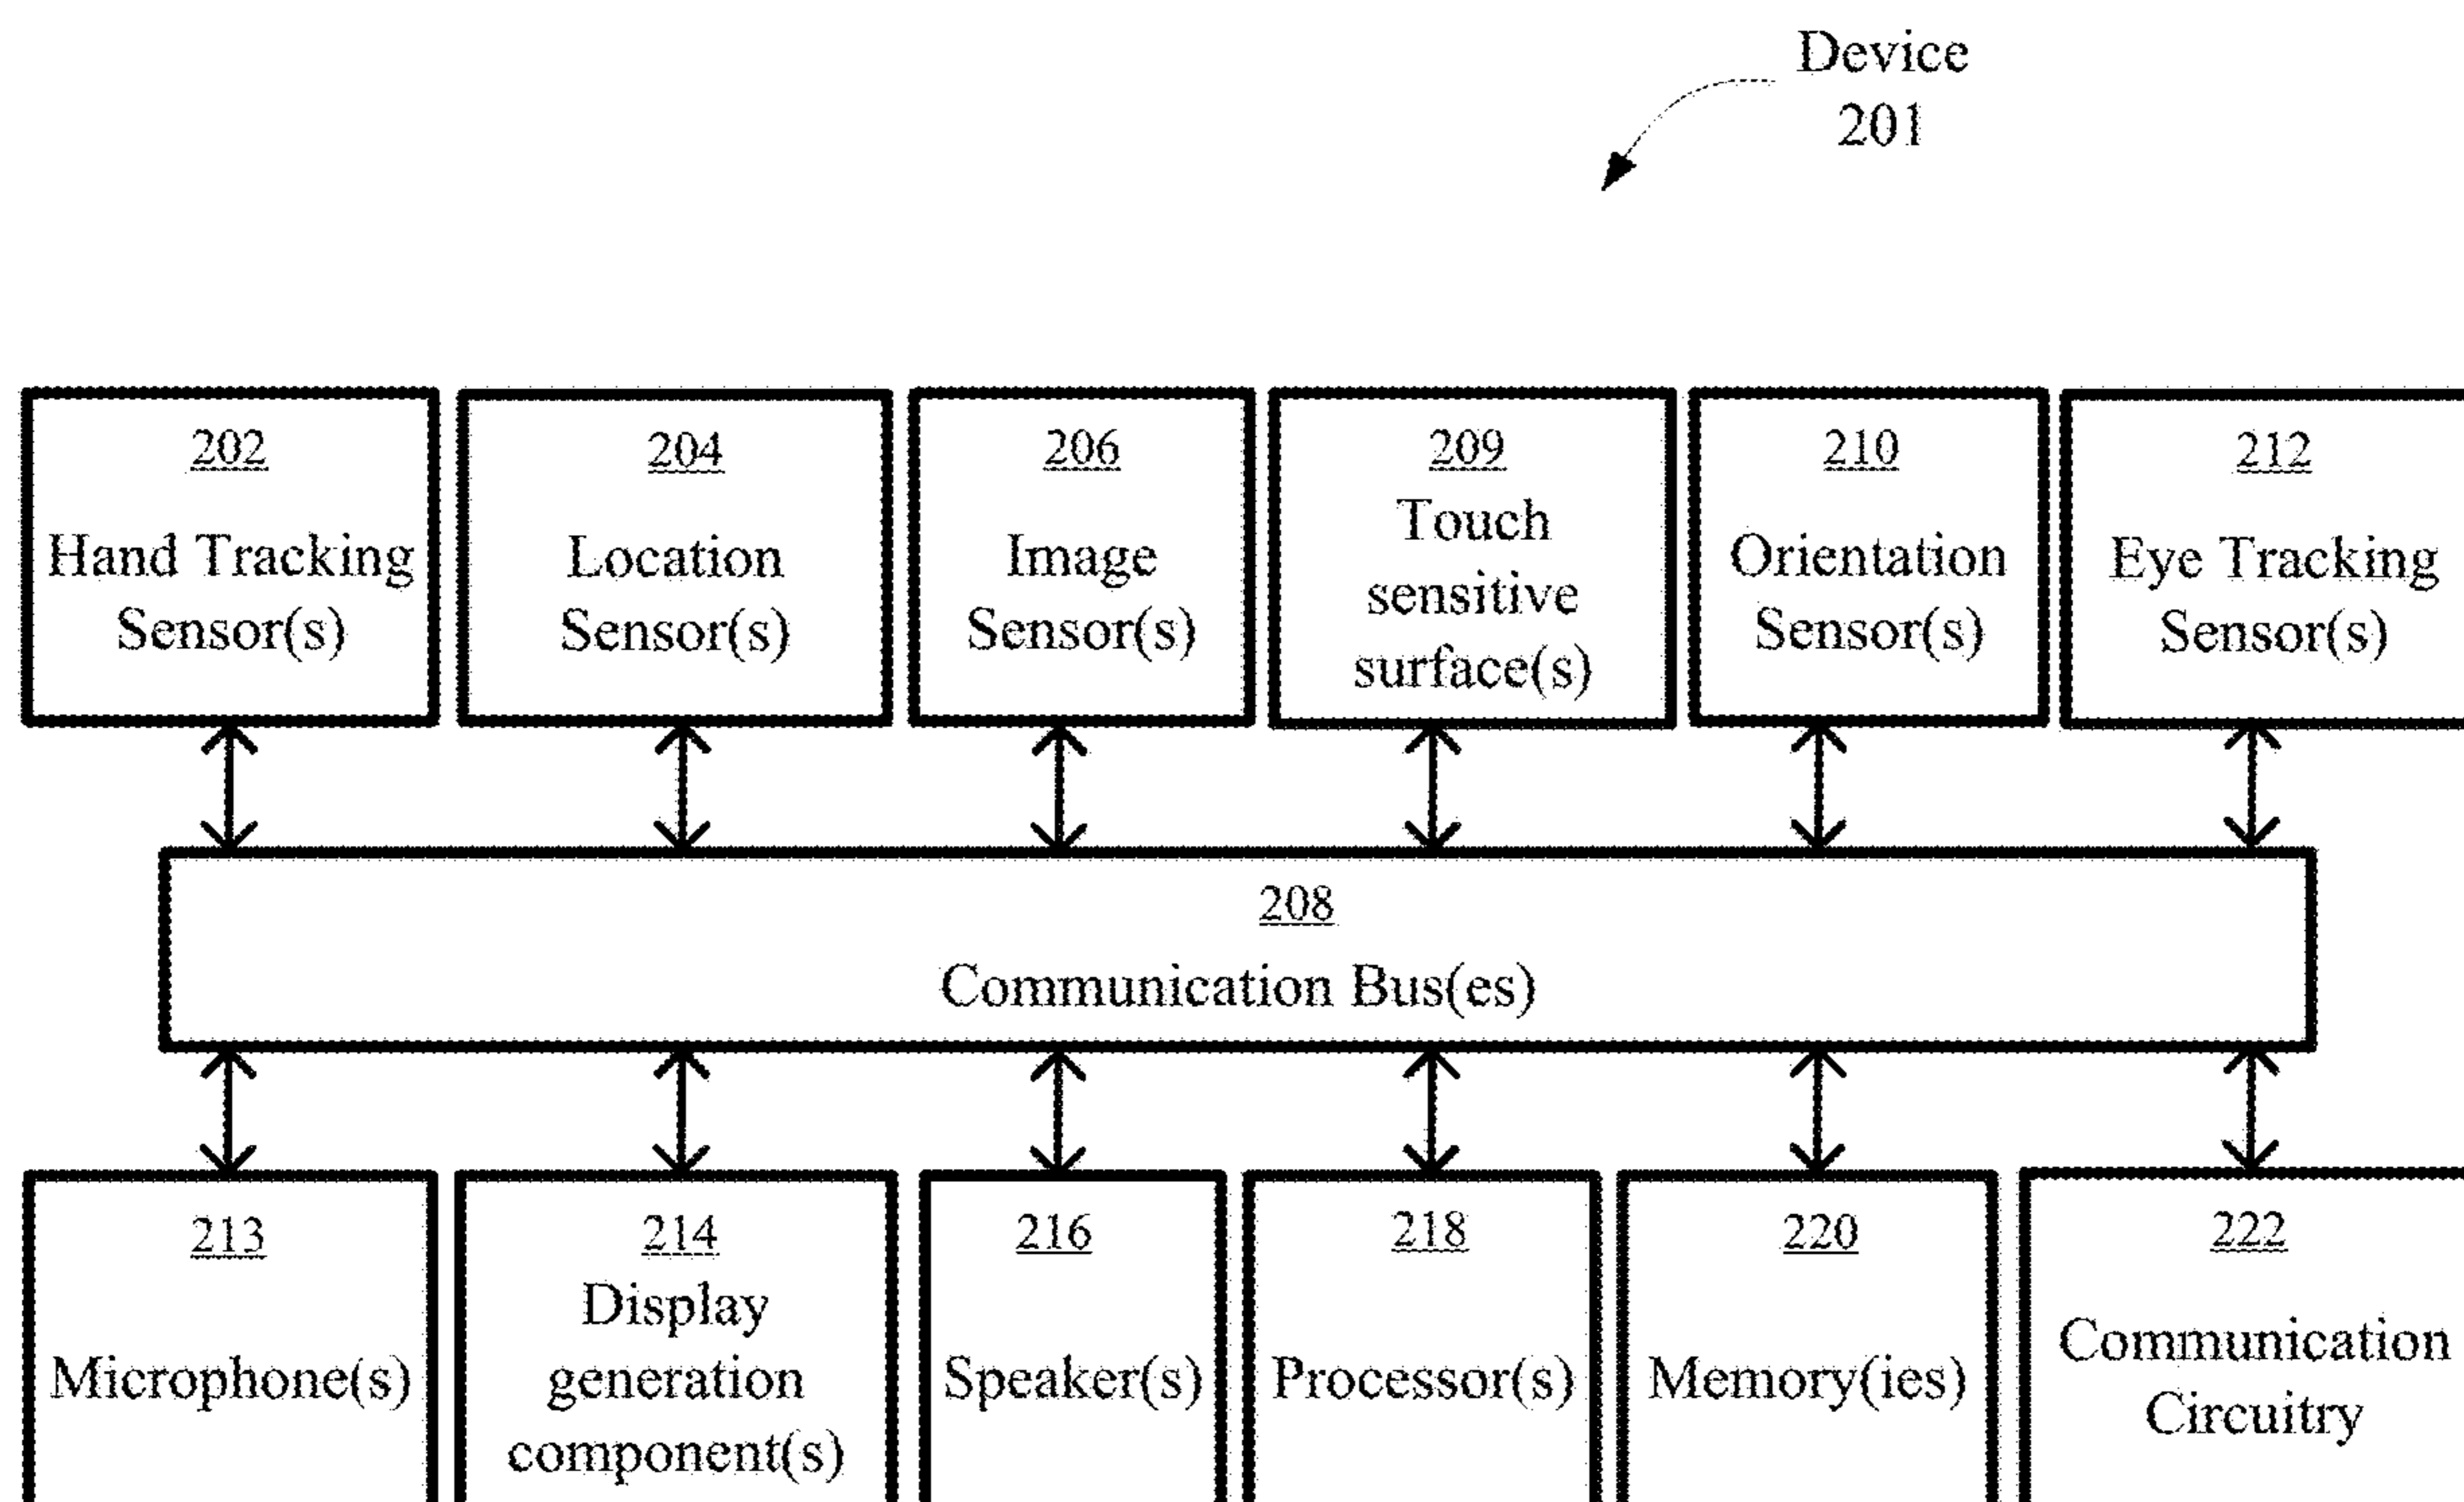 Device
201
202
Hand Tracking
Sensor(s)
204
Location
Sensor(s)
206
Image
Sensor(s)
209
Touch
sensitive
surface(s)
210
Orientation
Sensor(s)
212
Eye Tracking
Sensor(s)
208
Communication Bus(es)
213
Microphone(s)
214
Display
generation
component(s)
216
Speaker(s)
218
Processor(s)
220
Memory(ies)
222
Communication
Circuitry